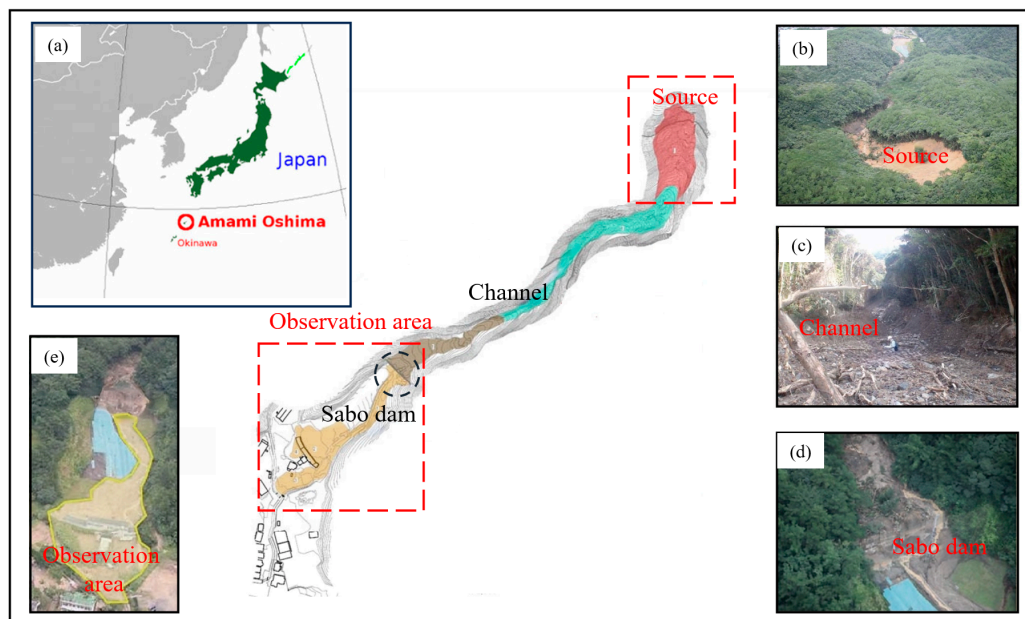 (a)
Japan
Amami Oshima
Okinawa
Source
Channel
Observation area
Sabo dam
(b)
Source
(c)
Channel
(d)
Sabo dam
(e)
Observation
area